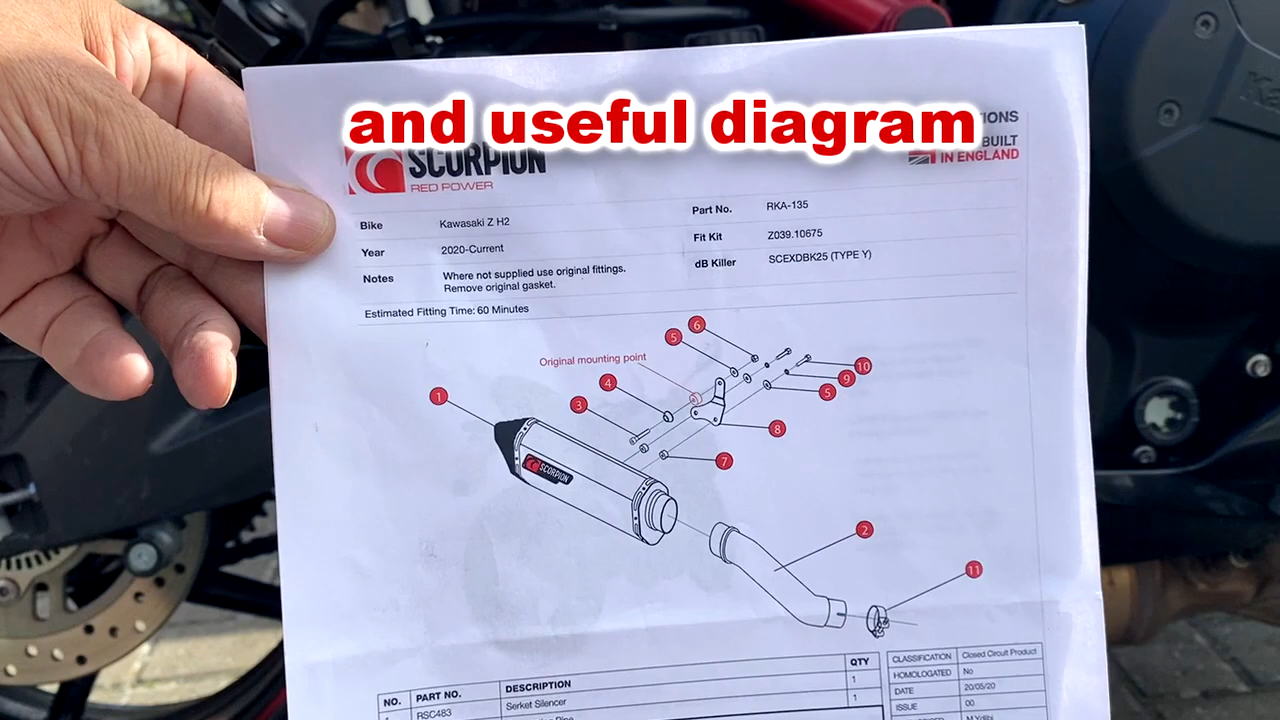 and useful diagram
IONS
SCORPION
RED POWER
BUILT
IN ENGLAND
Bike Kawasaki Z H2
Part No. RKA-135
Year 2020-Current
Fit Kit Z039.10675
Notes Where not supplied use original fittings.
Remove original gasket.
dB Killer SCEXDBK25 (TYPE Y)
Estimated Fitting Time: 60 Minutes
Original mounting point
6
5
4
3
1
10
9
5
8
7
SCORPION
2
11
NO. PART NO. DESCRIPTION QTY
1 RSC483 Serket Silencer 1
1
CLASSIFICATION Closed Circuit Product
HOMOLOGATED No
DATE 20/05/20
ISSUE 00